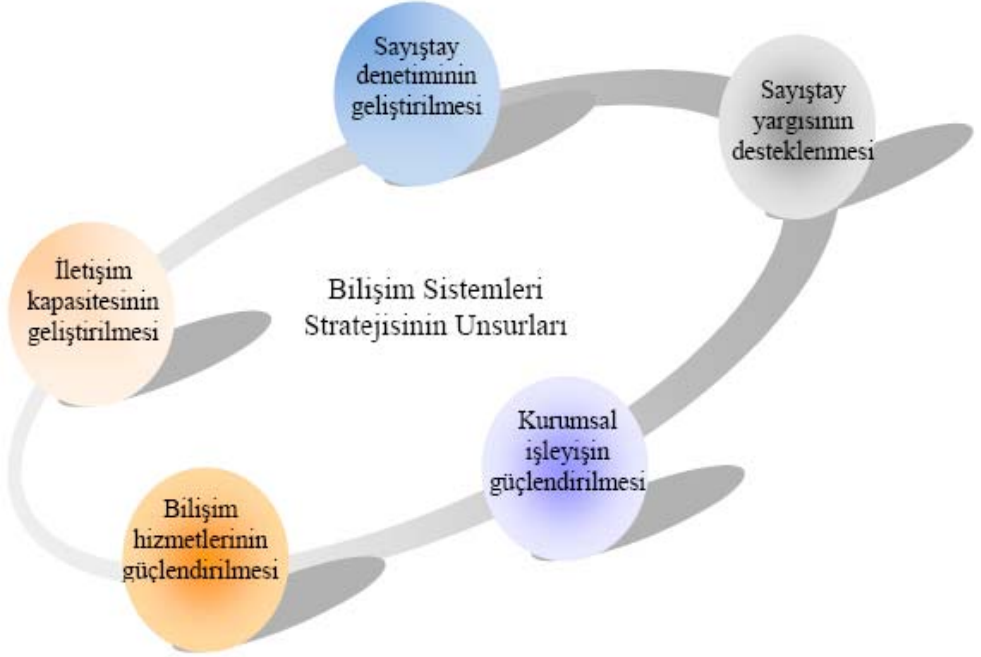 Sayıştay
denetiminin
geliştirilmesi
Sayıştay
yargısının
desteklenmesi
İletişim
kapasitesinin
geliştirilmesi
Bilişim Sistemleri
Stratejisinin Unsurları
Kurumsal
işleyişin
güçlendirilmesi
Bilişim
hizmetlerinin
güçlendirilmesi